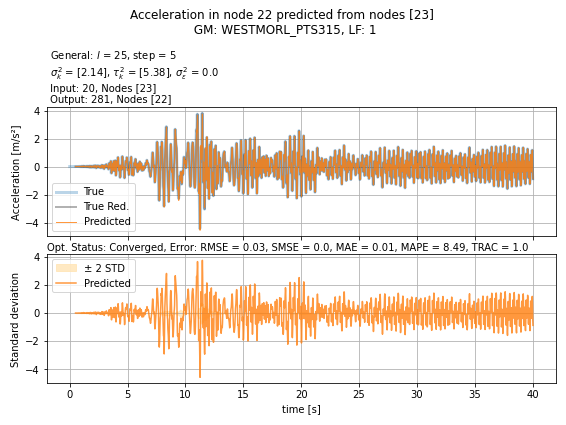 Acceleration in node 22 predicted from nodes [23]
GM: WESTMORL_PTS315, LF: 1
General: l = 25, step = 5
σ²ₖ = [2.14], τ²ₖ = [5.38], σ²ₑ = 0.0
Input: 20, Nodes [23]
Output: 281, Nodes [22]
4
2
0
−2
−4
Acceleration [m/s²]
True
True Red.
Predicted
Opt. Status: Converged, Error: RMSE = 0.03, SMSE = 0.0, MAE = 0.01, MAPE = 8.49, TRAC = 1.0
4
2
0
−2
−4
Standard deviation
± 2 STD
Predicted
0 5 10 15 20 25 30 35 40
time [s]